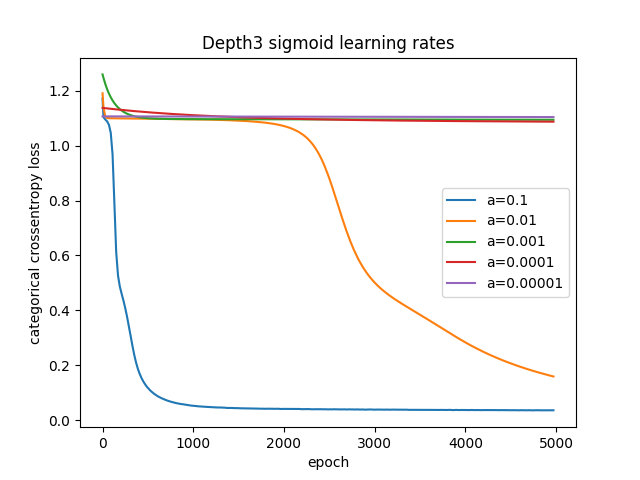 Depth3 sigmoid learning rates
categorical crossentropy loss
1.2
1.0
0.8
0.6
0.4
0.2
0.0
a=0.1
a=0.01
a=0.001
a=0.0001
a=0.00001
0 1000 2000 3000 4000 5000
epoch